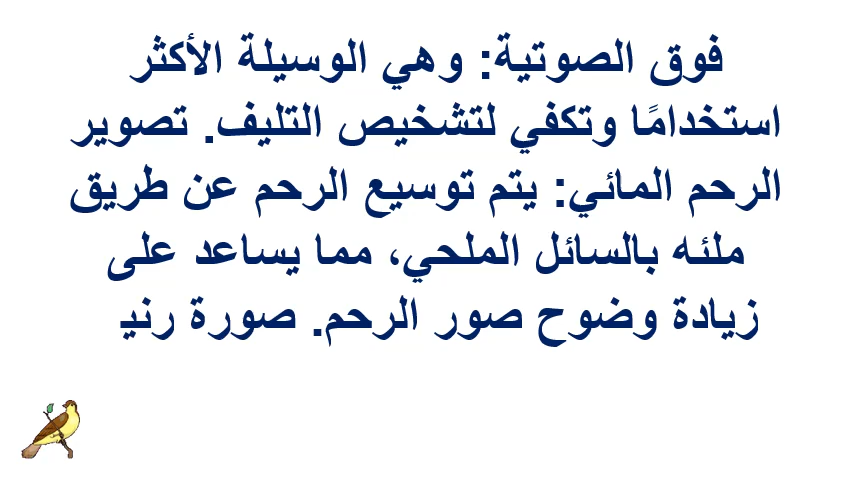 فوق الصوتية: وهي الوسيلة الأكثر
استخدامًا وتكفي لتشخيص التليف. تصوير
الرحم المائي: يتم توسيع الرحم عن طريق
ملئه بالسائل الملحي، مما يساعد على
زيادة وضوح صور الرحم. صورة رنيـ